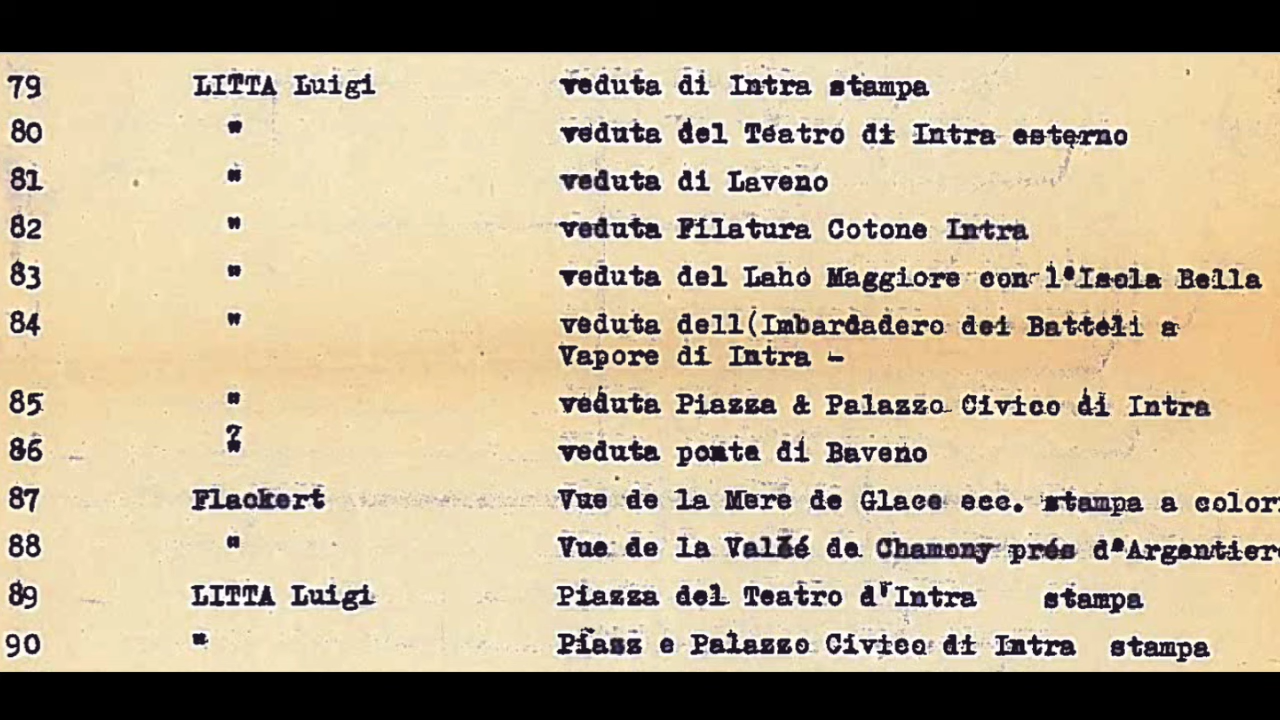 79 LITTA Luigi veduta di Intra stampa
80 " veduta del Teatro di Intra esterno
81 " veduta di Laveno
82 " veduta Filatura Cotone Intra
83 " veduta del Laho Maggiore con l'Isola Bella
84 " veduta dell(Imbardadero dei Batteli a
Vapore di Intra -
85 " veduta Piazza & Palazzo Civico di Intra
86 ?" veduta ponte di Baveno
87 Flackert Vue de la Mere de Glace ecc. stampa a colori
88 " Vue de la Valéé de Chamony prés d'Argentiere
89 LITTA Luigi Piazza del Teatro d'Intra stampa
90 " Piazz e Palazzo Civico di Intra stampa